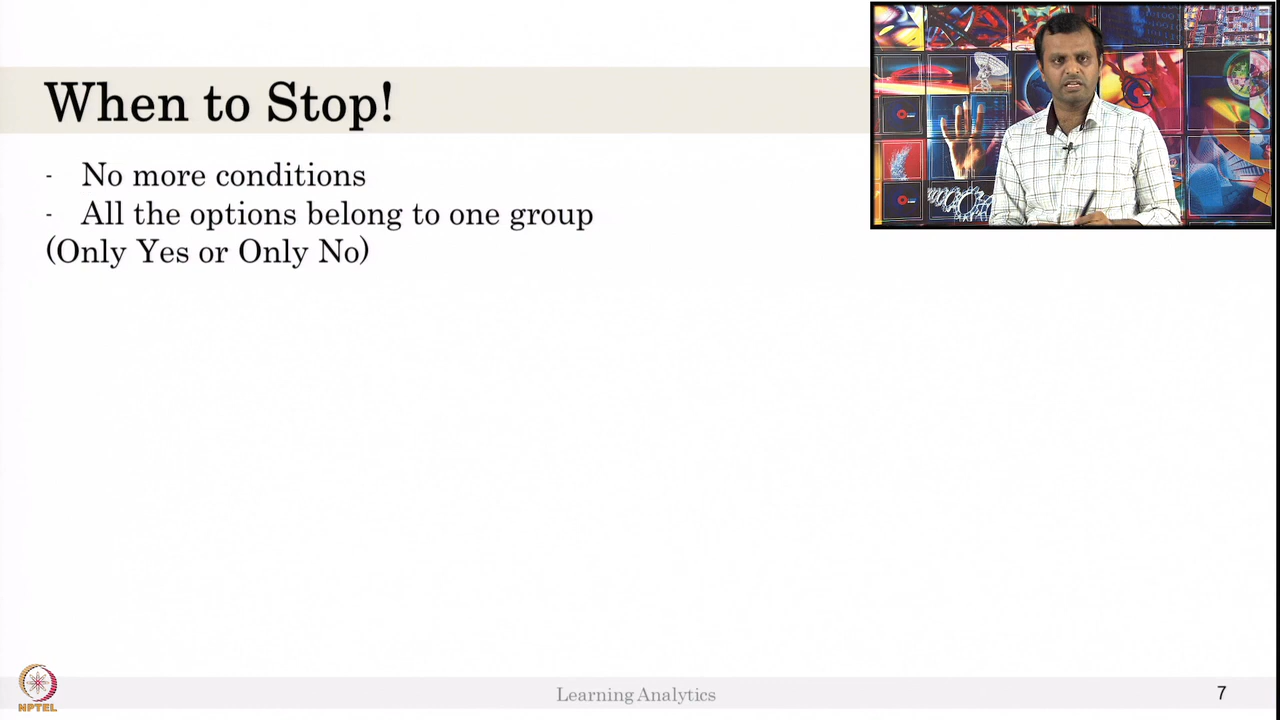 When to Stop!
- No more conditions
- All the options belong to one group
(Only Yes or Only No)
NPTEL
Learning Analytics
7